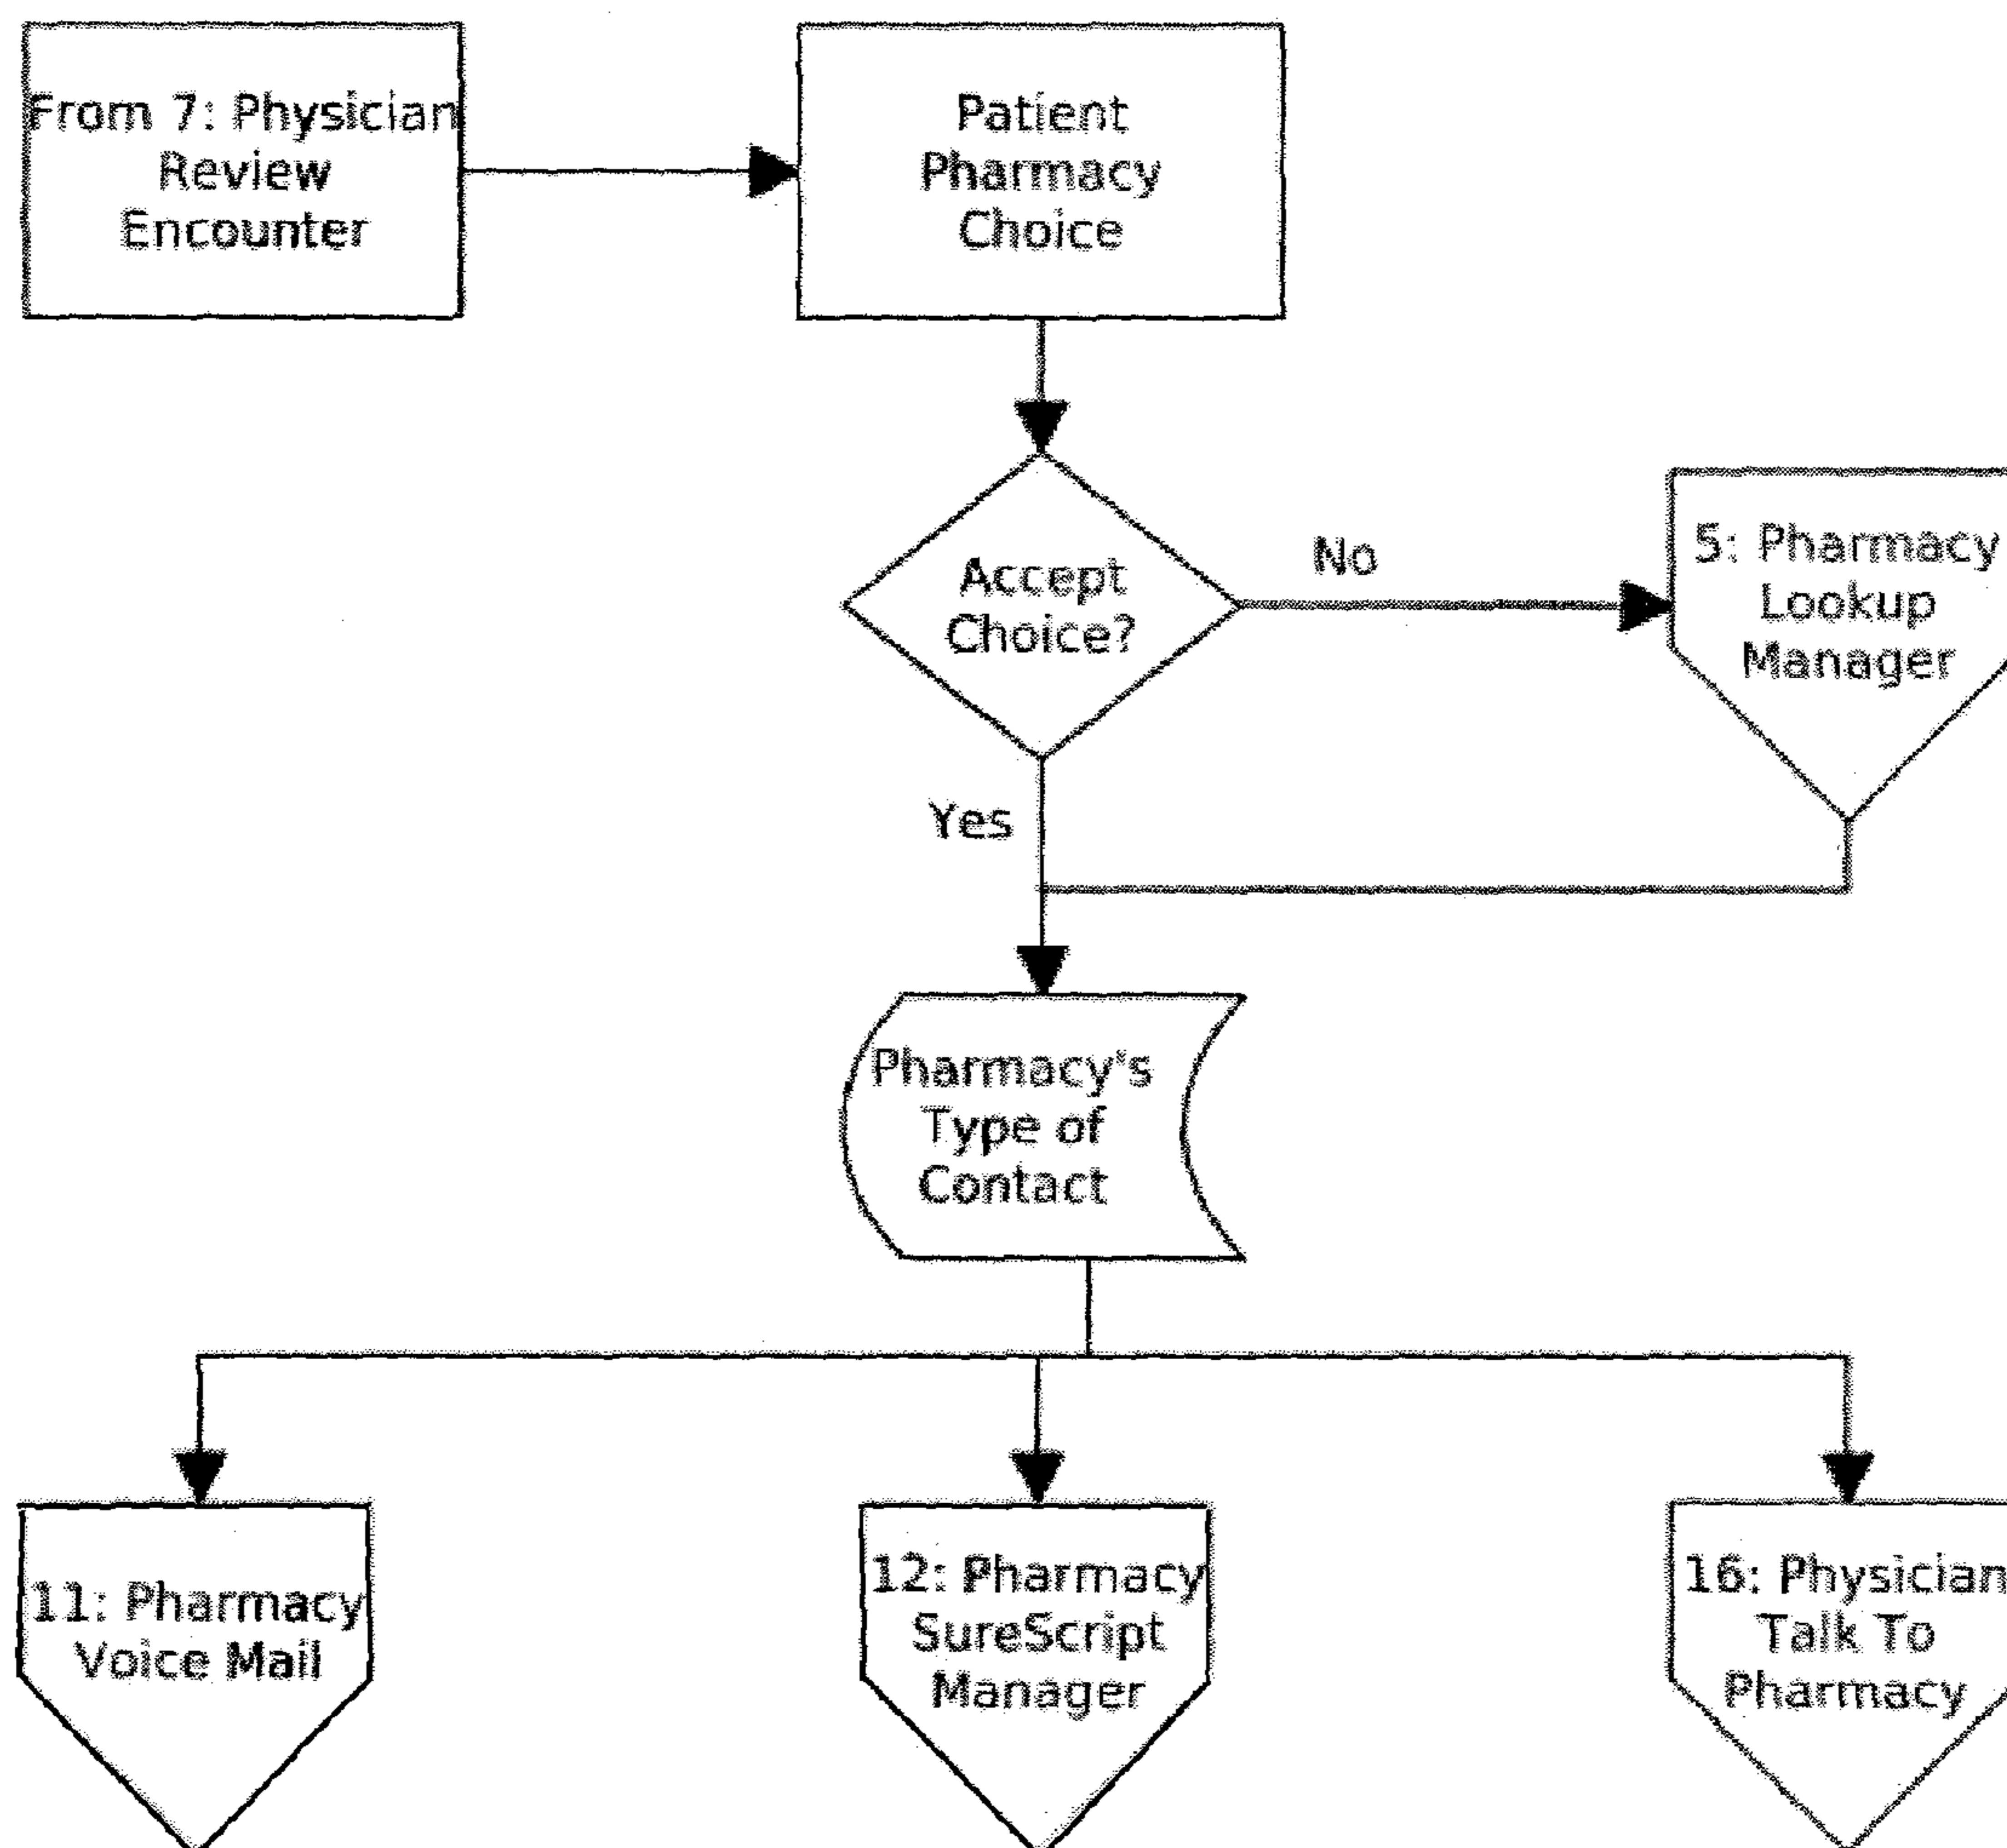 From 7: Physician
Review
Encounter
Patient
Pharmacy
Choice
Accept
Choice?
No
5: Pharmacy
Lookup
Manager
Yes
Pharmacy's
Type of
Contact
11: Pharmacy
Voice Mail
12: Pharmacy
SureScript
Manager
16: Physician
Talk To
Pharmacy